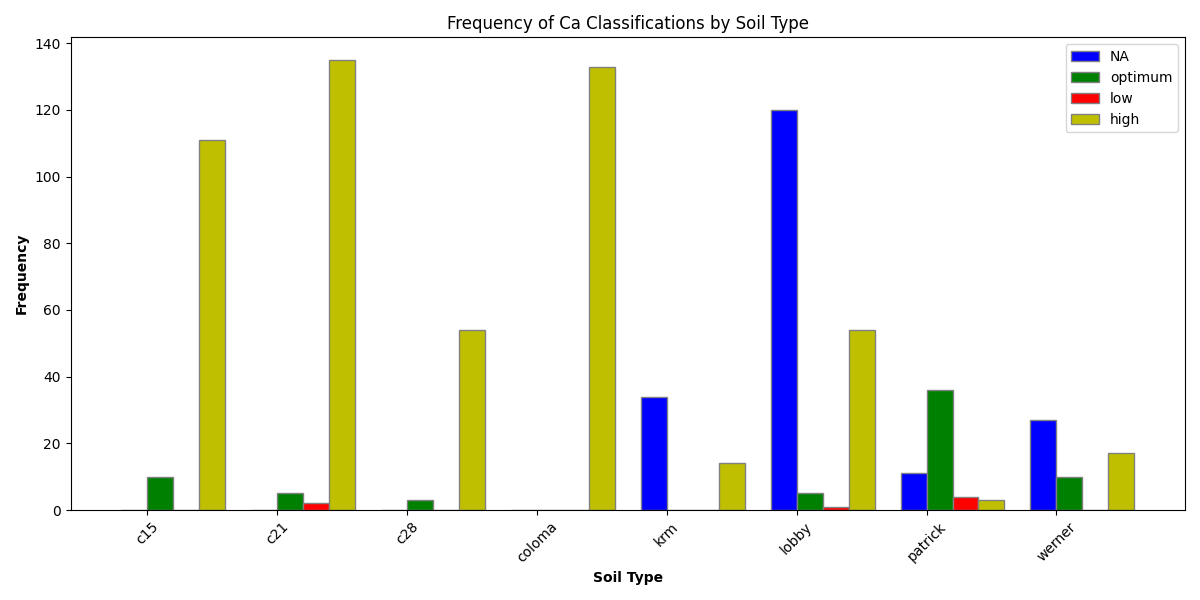 Frequency of Ca Classifications by Soil Type
140
120
100
80
60
40
20
0
Frequency
NA
optimum
low
high
c15
c21
c28
coloma
krm
lobby
patrick
werner
Soil Type